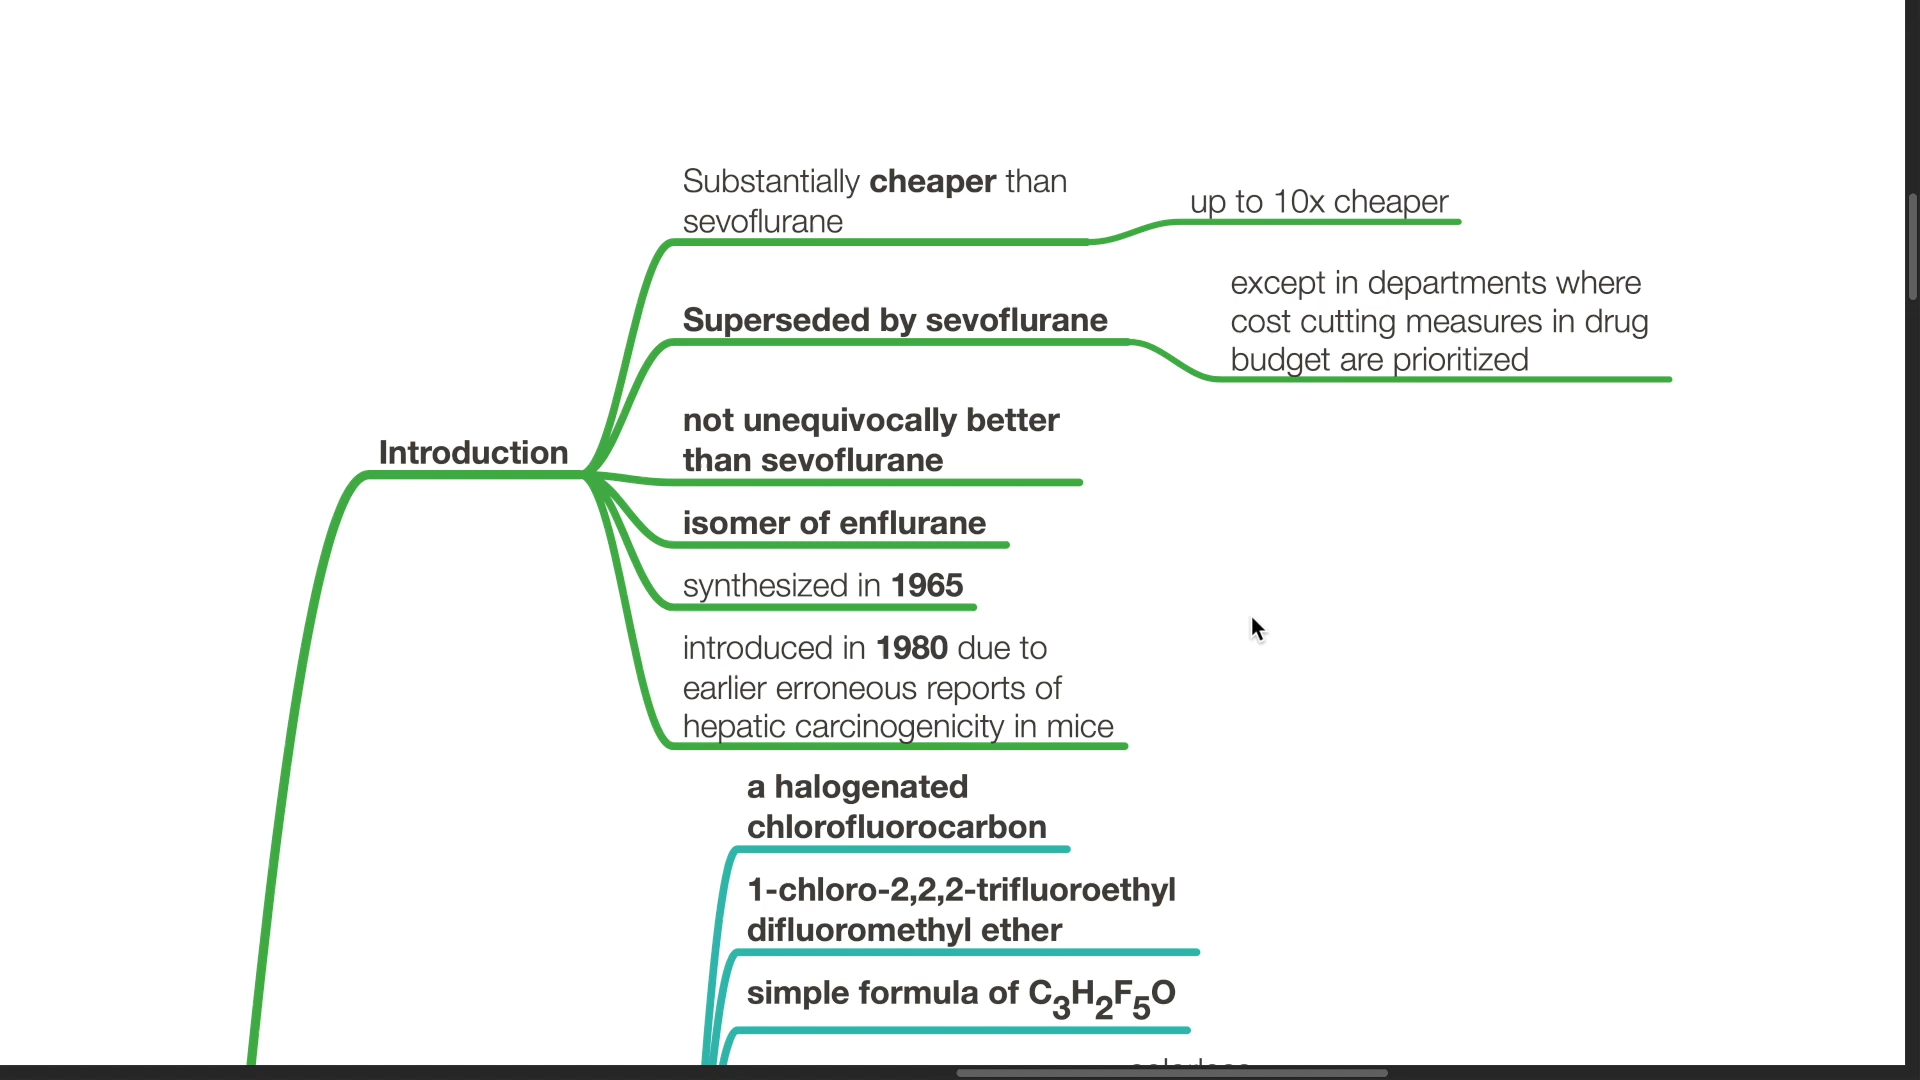 Substantially cheaper than
sevoflurane
up to 10x cheaper
Superseded by sevoflurane
except in departments where
cost cutting measures in drug
budget are prioritized
Introduction
not unequivocally better
than sevoflurane
isomer of enflurane
synthesized in 1965
introduced in 1980 due to
earlier erroneous reports of
hepatic carcinogenicity in mice
a halogenated
chlorofluorocarbon
1-chloro-2,2,2-trifluoroethyl
difluoromethyl ether
simple formula of C₃H₂F₅O